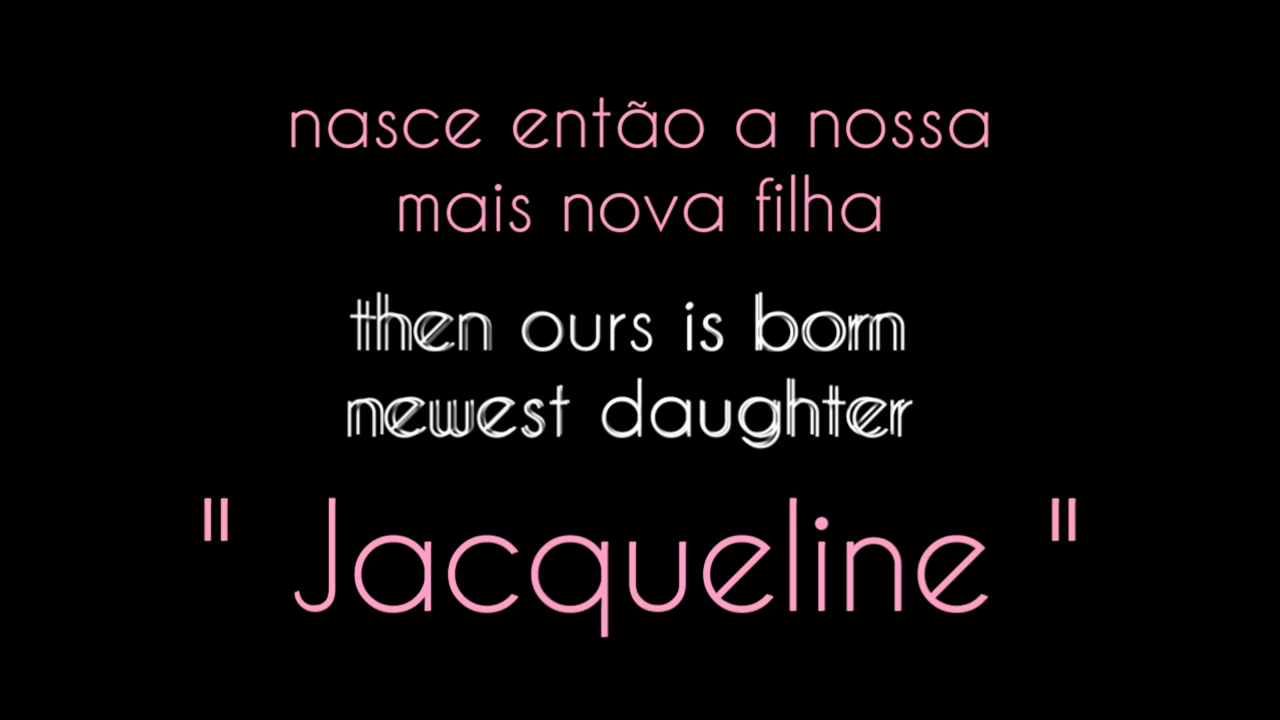 nasce então a nossa
mais nova filha
then ours is born
newest daughter
" Jacqueline "